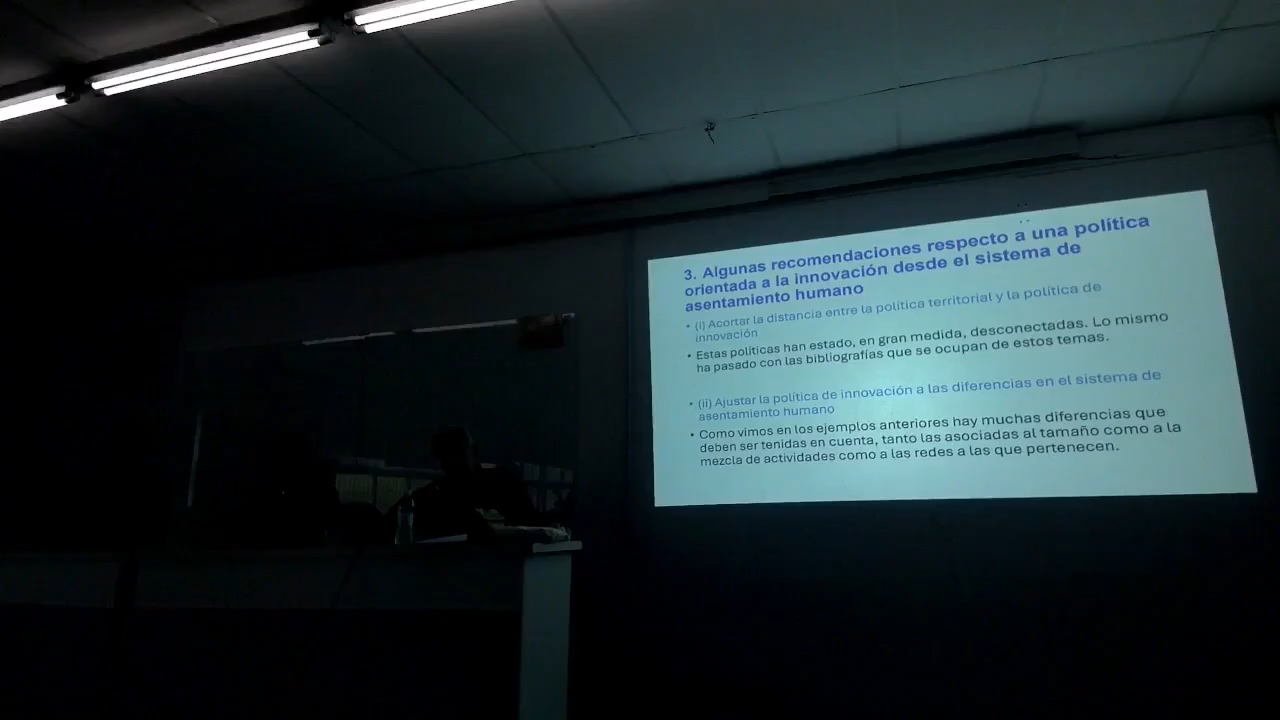 3. Algunas recomendaciones respecto a una política
orientada a la innovación desde el sistema de
asentamiento humano
• (i) Acortar la distancia entre la política territorial y la política de
innovación
• Estas políticas han estado, en gran medida, desconectadas. Lo mismo
ha pasado con las bibliografías que se ocupan de estos temas.
• (ii) Ajustar la política de innovación a las diferencias en el sistema de
asentamiento humano
• Como vimos en los ejemplos anteriores hay muchas diferencias que
deben ser tenidas en cuenta, tanto las asociadas al tamaño como a la
mezcla de actividades como a las redes a las que pertenecen.